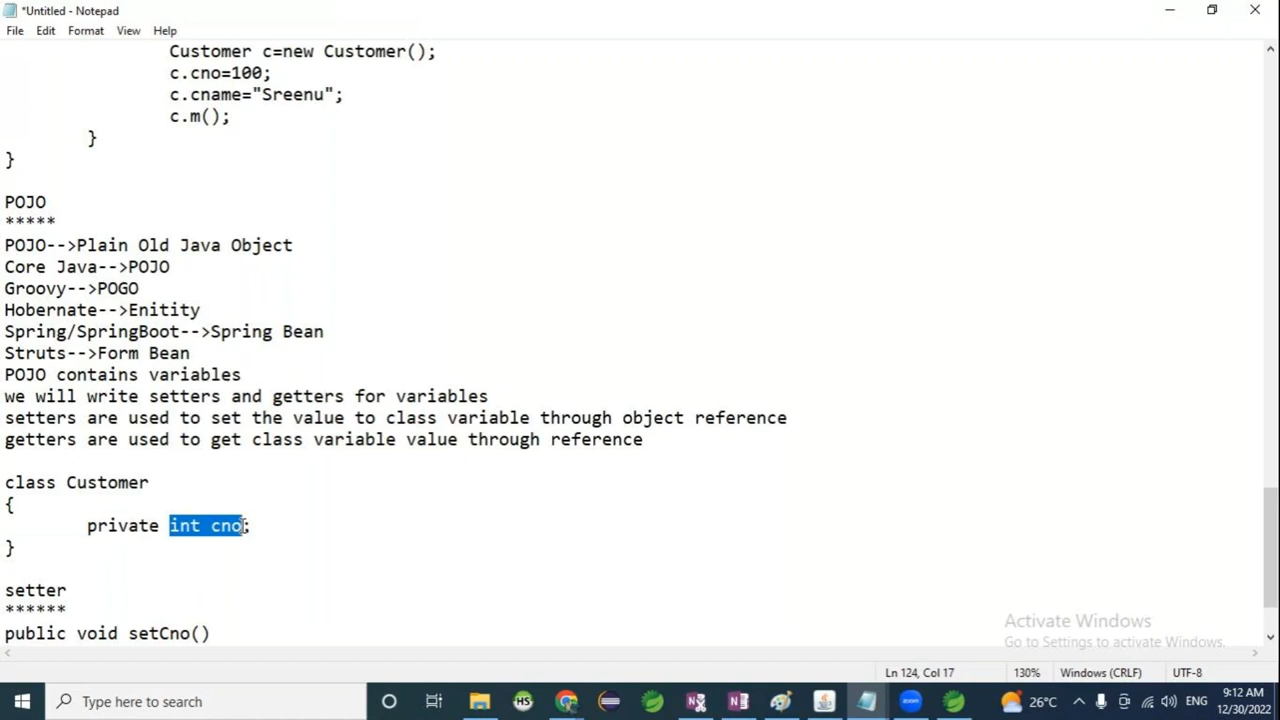 *Untitled - Notepad
File Edit Format View Help
Customer c=new Customer();
c.cno=100;
c.cname="Sreenu";
c.m();
}
}
POJO
*****
POJO-->Plain Old Java Object
Core Java-->POJO
Groovy-->POGO
Hobernate-->Enitity
Spring/SpringBoot-->Spring Bean
Struts-->Form Bean
POJO contains variables
we will write setters and getters for variables
setters are used to set the value to class variable through object reference
getters are used to get class variable value through reference
class Customer
{
private int cno;
}
setter
******
public void setCno()
Activate Windows
Go to Settings to activate Windows.
Ln 124, Col 17 130% Windows (CRLF) UTF-8
Type here to search HS N 26°C ENG 9:12 AM
12/30/2022